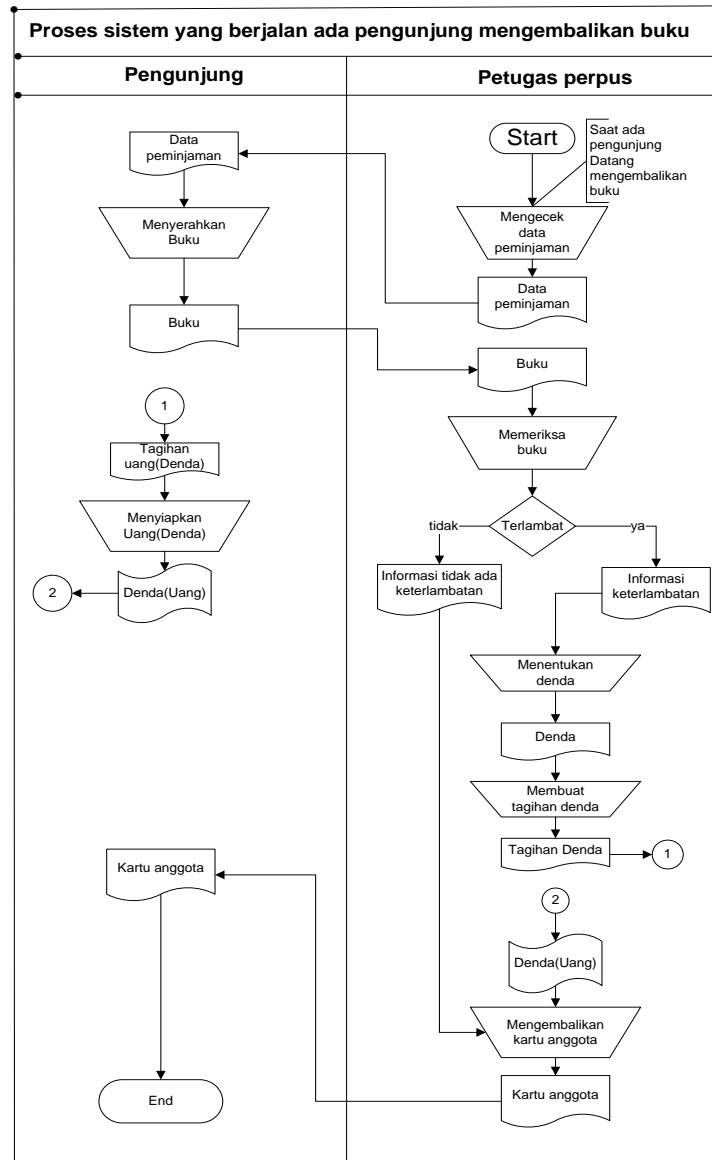 Proses sistem yang berjalan ada pengunjung mengembalikan buku
Pengunjung
Petugas perpus
Start
Saat ada
pengunjung
Datang
mengembalikan
buku
Mengecek
data
peminjaman
Data
peminjaman
Data
peminjaman
Menyerahkan
Buku
Buku
Buku
Memeriksa
buku
Terlambat
tidak
ya
Informasi tidak ada
keterlambatan
Informasi
keterlambatan
Menentukan
denda
Denda
Membuat
tagihan denda
Tagihan Denda
1
1
Tagihan
uang(Denda)
Menyiapkan
Uang(Denda)
Denda(Uang)
2
2
Denda(Uang)
Mengembalikan
kartu anggota
Kartu anggota
Kartu anggota
End